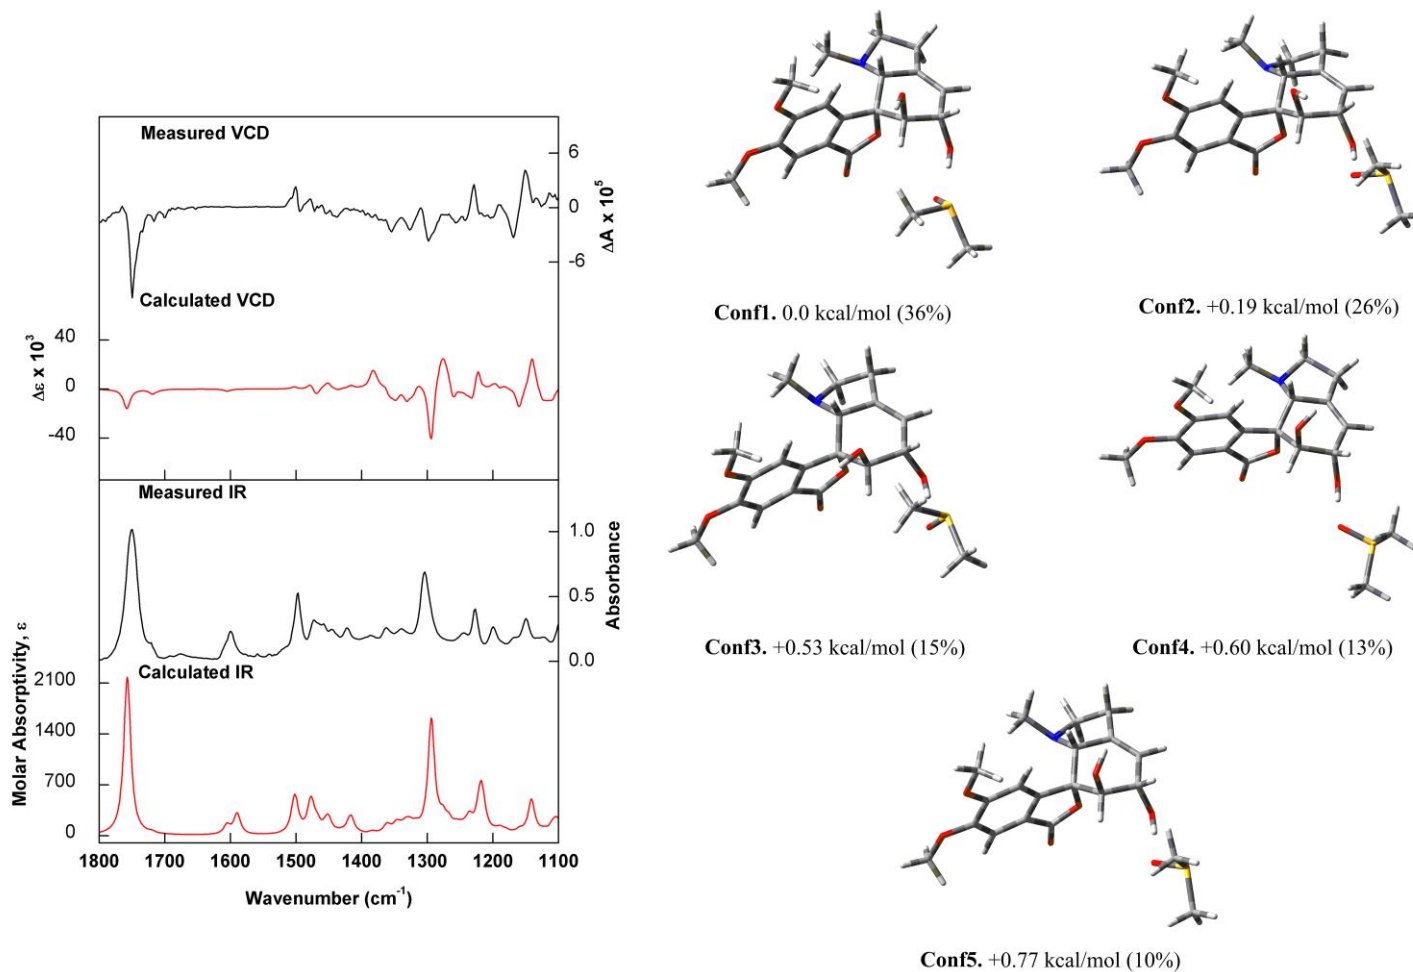 Measured VCD
6
0
-6
ΔA x 10⁵
Calculated VCD
40
0
-40
Δε x 10³
Measured IR
1.0
0.5
0.0
Absorbance
Calculated IR
2100
1400
700
0
Molar Absorptivity, ε
1800 1700 1600 1500 1400 1300 1200 1100
Wavenumber (cm⁻¹)
Conf1. 0.0 kcal/mol (36%)
Conf2. +0.19 kcal/mol (26%)
Conf3. +0.53 kcal/mol (15%)
Conf4. +0.60 kcal/mol (13%)
Conf5. +0.77 kcal/mol (10%)